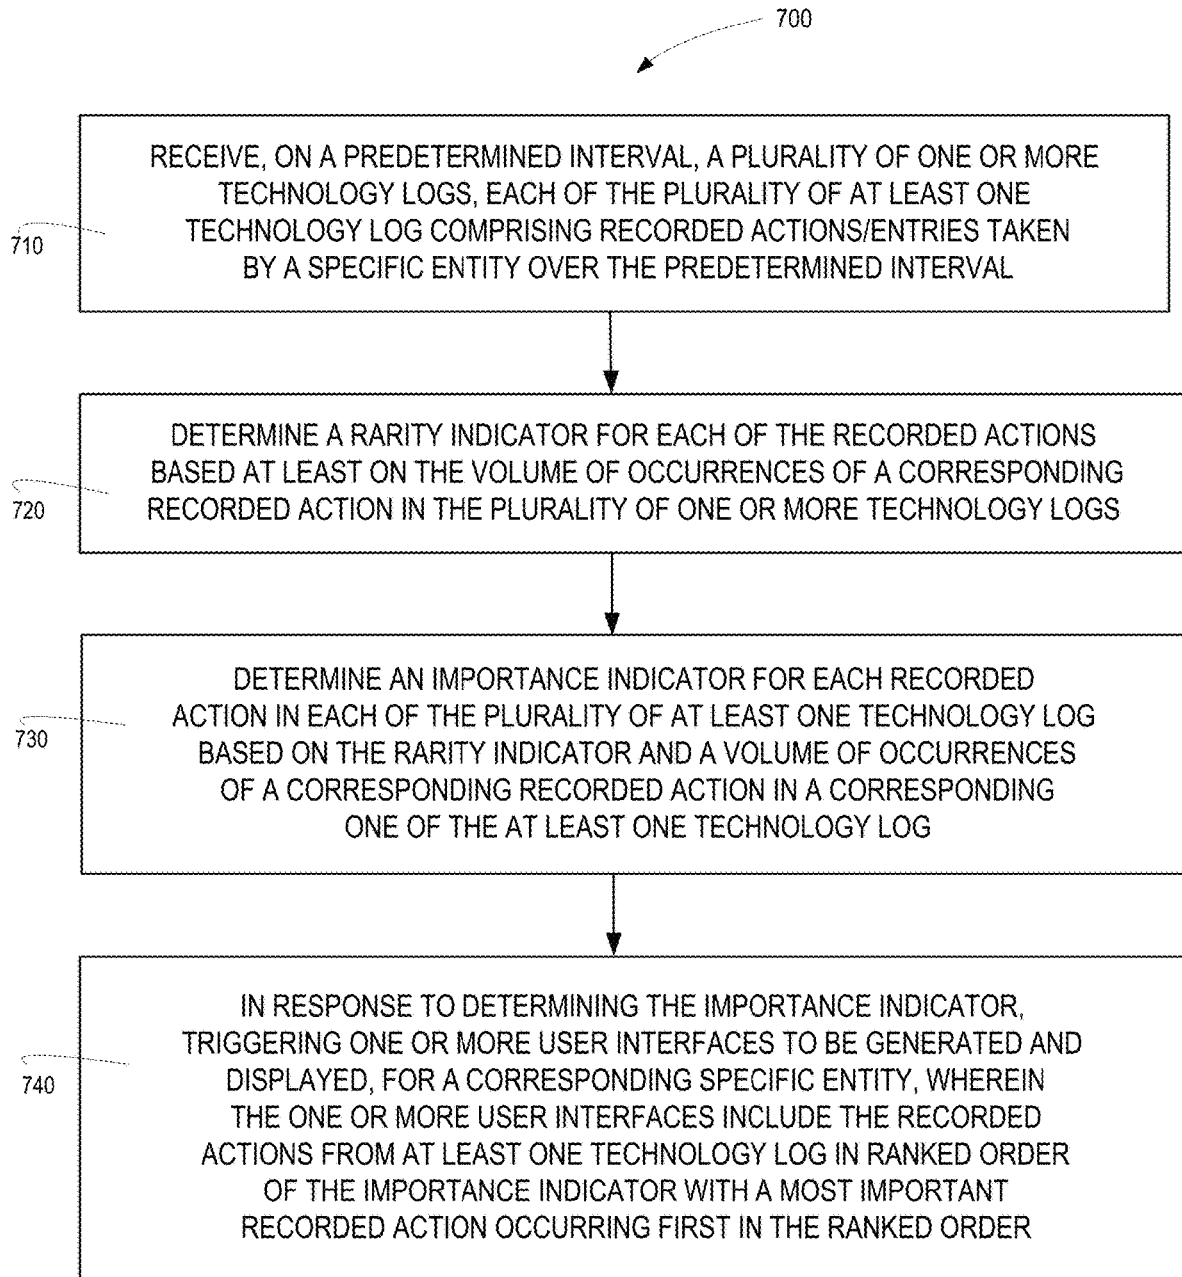 700
RECEIVE, ON A PREDETERMINED INTERVAL, A PLURALITY OF ONE OR MORE
TECHNOLOGY LOGS, EACH OF THE PLURALITY OF AT LEAST ONE
TECHNOLOGY LOG COMPRISING RECORDED ACTIONS/ENTRIES TAKEN
BY A SPECIFIC ENTITY OVER THE PREDETERMINED INTERVAL
710
DETERMINE A RARITY INDICATOR FOR EACH OF THE RECORDED ACTIONS
BASED AT LEAST ON THE VOLUME OF OCCURRENCES OF A CORRESPONDING
RECORDED ACTION IN THE PLURALITY OF ONE OR MORE TECHNOLOGY LOGS
720
DETERMINE AN IMPORTANCE INDICATOR FOR EACH RECORDED
ACTION IN EACH OF THE PLURALITY OF AT LEAST ONE TECHNOLOGY LOG
BASED ON THE RARITY INDICATOR AND A VOLUME OF OCCURRENCES
OF A CORRESPONDING RECORDED ACTION IN A CORRESPONDING
ONE OF THE AT LEAST ONE TECHNOLOGY LOG
730
IN RESPONSE TO DETERMINING THE IMPORTANCE INDICATOR,
TRIGGERING ONE OR MORE USER INTERFACES TO BE GENERATED AND
DISPLAYED, FOR A CORRESPONDING SPECIFIC ENTITY, WHEREIN
THE ONE OR MORE USER INTERFACES INCLUDE THE RECORDED
ACTIONS FROM AT LEAST ONE TECHNOLOGY LOG IN RANKED ORDER
OF THE IMPORTANCE INDICATOR WITH A MOST IMPORTANT
RECORDED ACTION OCCURRING FIRST IN THE RANKED ORDER
740